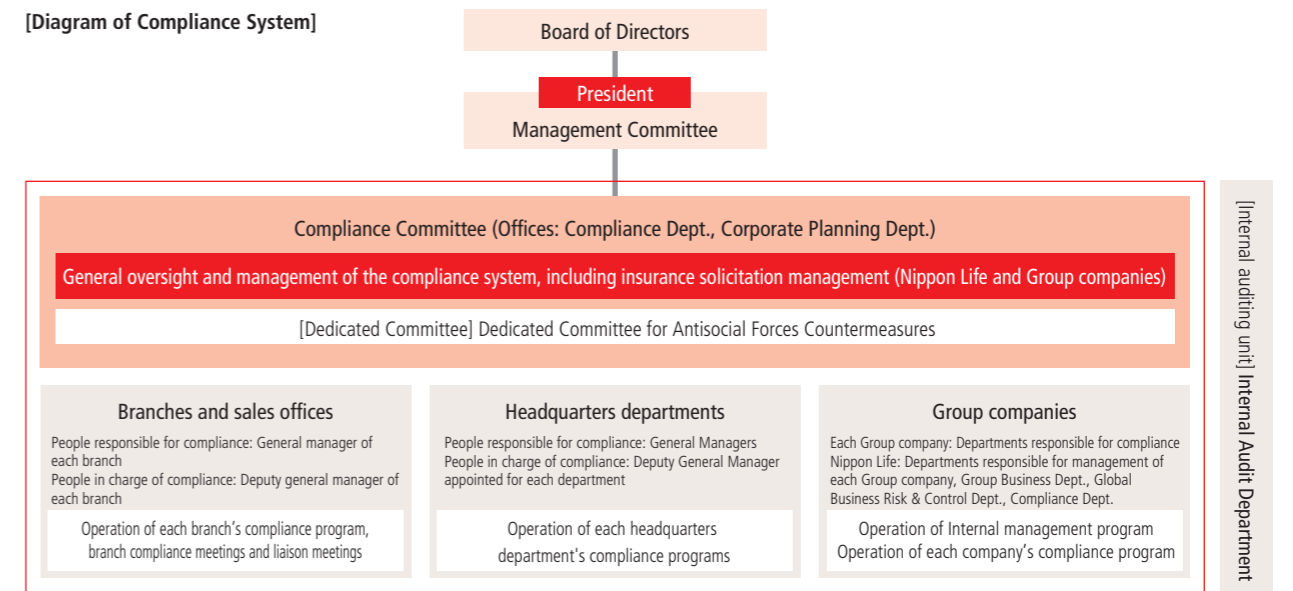 [Diagram of Compliance System]
Board of Directors
President
Management Committee
Compliance Committee (Offices: Compliance Dept., Corporate Planning Dept.)
General oversight and management of the compliance system, including insurance solicitation management (Nippon Life and Group companies)
[Dedicated Committee] Dedicated Committee for Antisocial Forces Countermeasures
Branches and sales offices
People responsible for compliance: General manager of
each branch
People in charge of compliance: Deputy general manager of
each branch
Operation of each branch's compliance program,
branch compliance meetings and liaison meetings
Headquarters departments
People responsible for compliance: General Managers
People in charge of compliance: Deputy General Manager
appointed for each department
Operation of each headquarters
department's compliance programs
Group companies
Each Group company: Departments responsible for compliance
Nippon Life: Departments responsible for management of
each Group company, Group Business Dept., Global
Business Risk & Control Dept., Compliance Dept.
Operation of Internal management program
Operation of each company's compliance program
[Internal auditing unit] Internal Audit Department